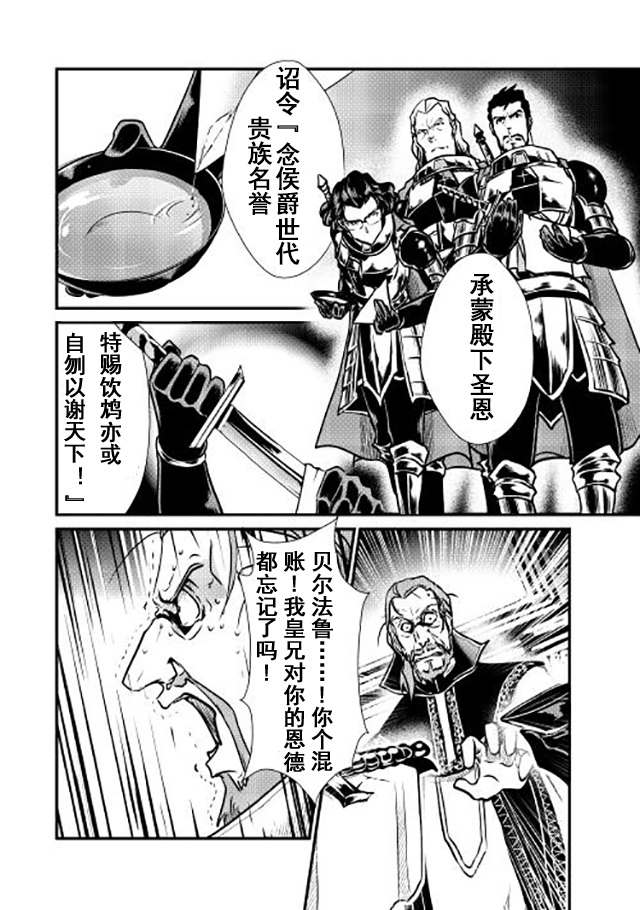 承蒙殿下圣恩
诏令『念侯爵世代
贵族名誉
特赐饮鸩亦或
自刎以谢天下！』
贝尔法鲁……！你个混
账！我皇兄对你的恩德
都忘记了吗！